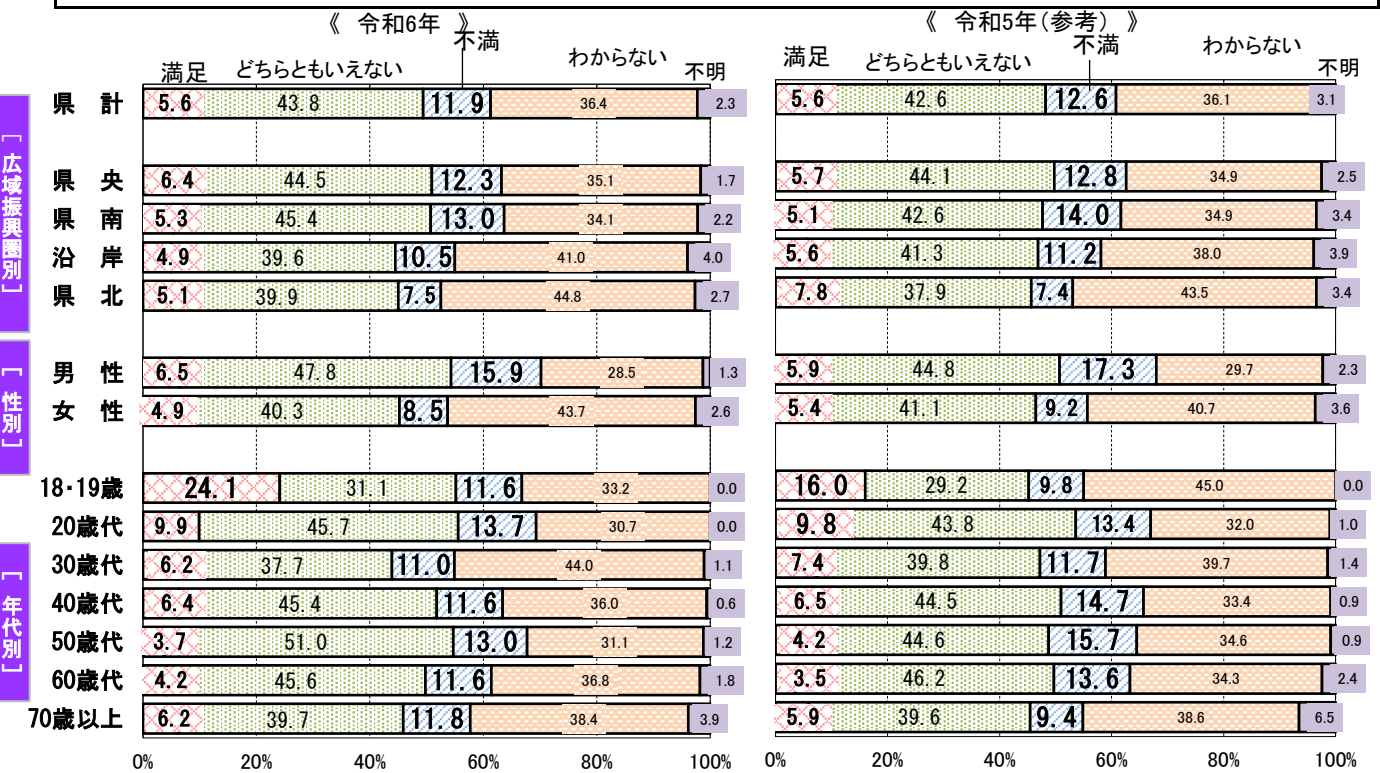 《 令和6年 》
《 令和5年(参考) 》
満足 どちらともいえない 不満 わからない 不明
満足 どちらともいえない 不満 わからない 不明
県 計 5.6 43.8 11.9 36.4 2.3 5.6 42.6 12.6 36.1 3.1
[ 広域振興圏別 ]
県 央 6.4 44.5 12.3 35.1 1.7 5.7 44.1 12.8 34.9 2.5
県 南 5.3 45.4 13.0 34.1 2.2 5.1 42.6 14.0 34.9 3.4
沿 岸 4.9 39.6 10.5 41.0 4.0 5.6 41.3 11.2 38.0 3.9
県 北 5.1 39.9 7.5 44.8 2.7 7.8 37.9 7.4 43.5 3.4
[ 性別 ]
男 性 6.5 47.8 15.9 28.5 1.3 5.9 44.8 17.3 29.7 2.3
女 性 4.9 40.3 8.5 43.7 2.6 5.4 41.1 9.2 40.7 3.6
[ 年代別 ]
18・19歳 24.1 31.1 11.6 33.2 0.0 16.0 29.2 9.8 45.0 0.0
20歳代 9.9 45.7 13.7 30.7 0.0 9.8 43.8 13.4 32.0 1.0
30歳代 6.2 37.7 11.0 44.0 1.1 7.4 39.8 11.7 39.7 1.4
40歳代 6.4 45.4 11.6 36.0 0.6 6.5 44.5 14.7 33.4 0.9
50歳代 3.7 51.0 13.0 31.1 1.2 4.2 44.6 15.7 34.6 0.9
60歳代 4.2 45.6 11.6 36.8 1.8 3.5 46.2 13.6 34.3 2.4
70歳以上 6.2 39.7 11.8 38.4 3.9 5.9 39.6 9.4 38.6 6.5
0% 20% 40% 60% 80% 100% 0% 20% 40% 60% 80% 100%